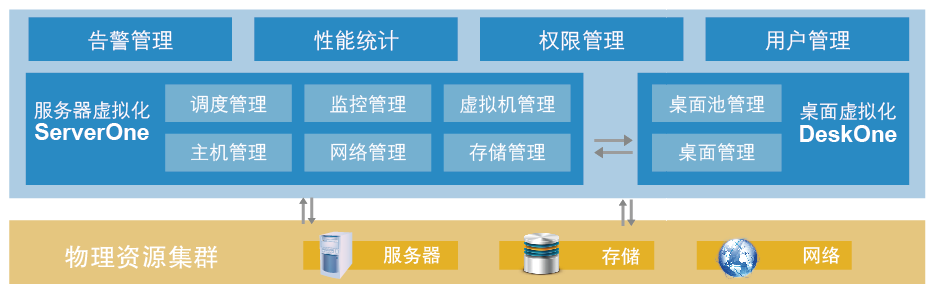 告警管理 性能统计 权限管理 用户管理
服务器虚拟化
ServerOne
调度管理 监控管理 虚拟机管理
主机管理 网络管理 存储管理
桌面池管理
桌面管理
桌面虚拟化
DeskOne
物理资源集群 服务器 存储 网络